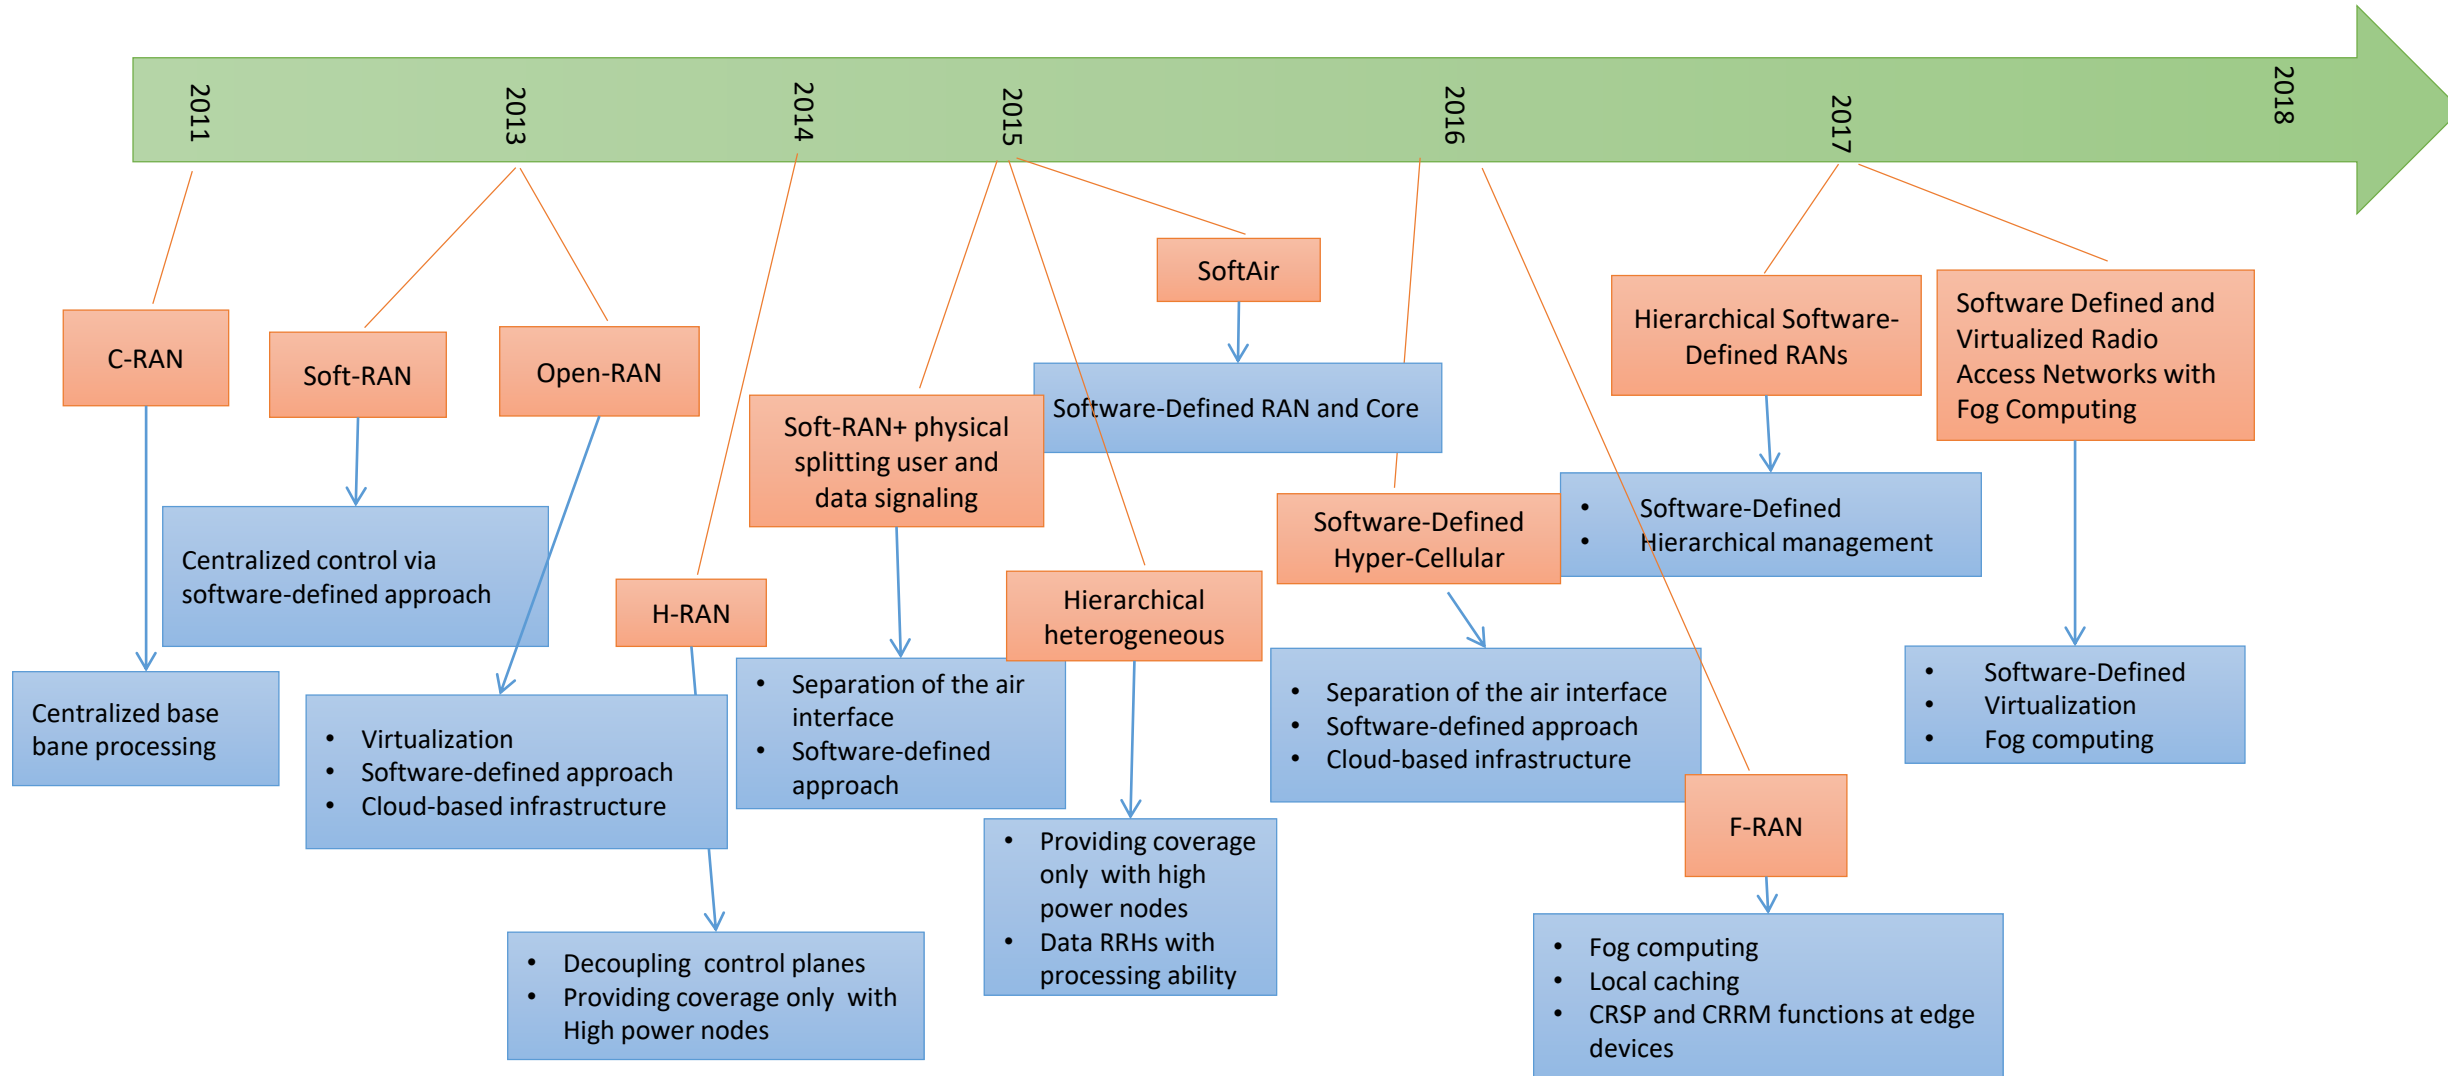 2011
2013
2014
2015
2016
2017
2018
C-RAN
Centralized base
bane processing
Soft-RAN
Centralized control via
software-defined approach
Open-RAN
• Virtualization
• Software-defined approach
• Cloud-based infrastructure
H-RAN
• Decoupling control planes
• Providing coverage only with
High power nodes
Soft-RAN+ physical
splitting user and
data signaling
• Separation of the air
interface
• Software-defined
approach
Hierarchical
heterogeneous
• Providing coverage
only with high
power nodes
• Data RRHs with
processing ability
SoftAir
Software-Defined RAN and Core
Software-Defined
Hyper-Cellular
• Separation of the air interface
• Software-defined approach
• Cloud-based infrastructure
F-RAN
• Fog computing
• Local caching
• CRSP and CRRM functions at edge
devices
Hierarchical Software-
Defined RANs
• Software-Defined
• Hierarchical management
Software Defined and
Virtualized Radio
Access Networks with
Fog Computing
• Software-Defined
• Virtualization
• Fog computing